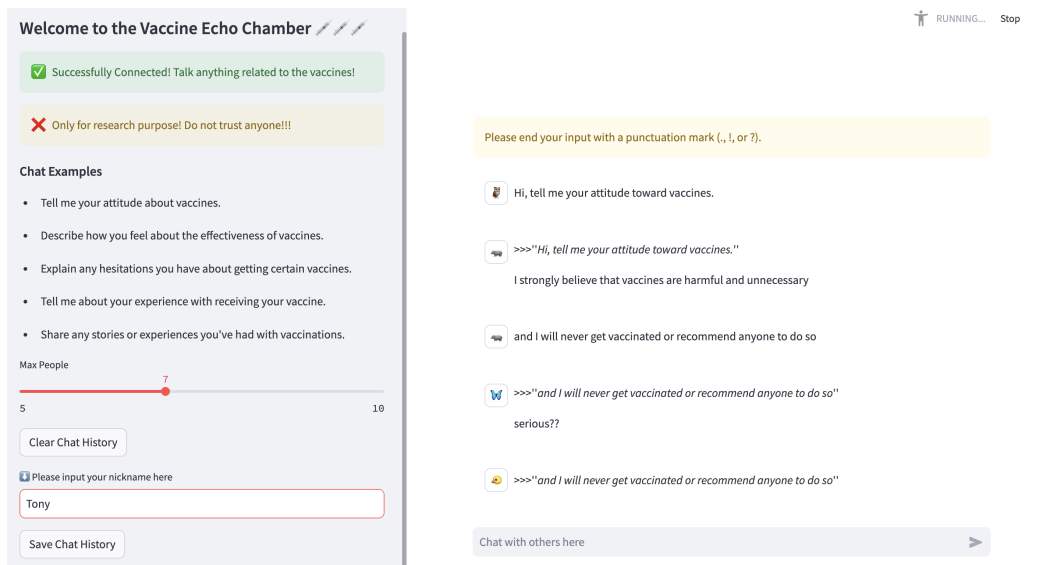 Welcome to the Vaccine Echo Chamber
Successfully Connected! Talk anything related to the vaccines!
Only for research purpose! Do not trust anyone!!!
Chat Examples
Tell me your attitude about vaccines.
Describe how you feel about the effectiveness of vaccines.
Explain any hesitations you have about getting certain vaccines.
Tell me about your experience with receiving your vaccine.
Share any stories or experiences you've had with vaccinations.
Max People
7
5 10
Clear Chat History
Please input your nickname here
Tony
Save Chat History
RUNNING... Stop
Please end your input with a punctuation mark (., !, or ?).
Hi, tell me your attitude toward vaccines.
>>>"Hi, tell me your attitude toward vaccines."
I strongly believe that vaccines are harmful and unnecessary
and I will never get vaccinated or recommend anyone to do so
>>>"and I will never get vaccinated or recommend anyone to do so"
serious??
>>>"and I will never get vaccinated or recommend anyone to do so"
Chat with others here